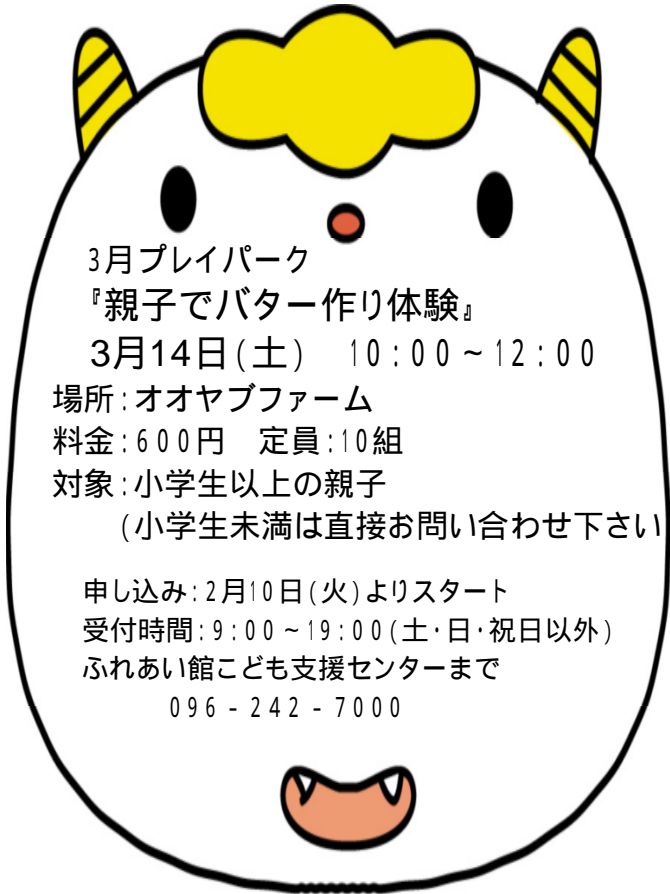 3月プレイパーク
『親子でバター作り体験』
3月14日(土)　10:00~12:00
場所:オオヤブファーム
料金:600円　定員:10組
対象:小学生以上の親子
(小学生未満は直接お問い合わせ下さい
申し込み:2月10日(火)よりスタート
受付時間:9:00~19:00(土・日・祝日以外)
ふれあい館こども支援センターまで
096-242-7000